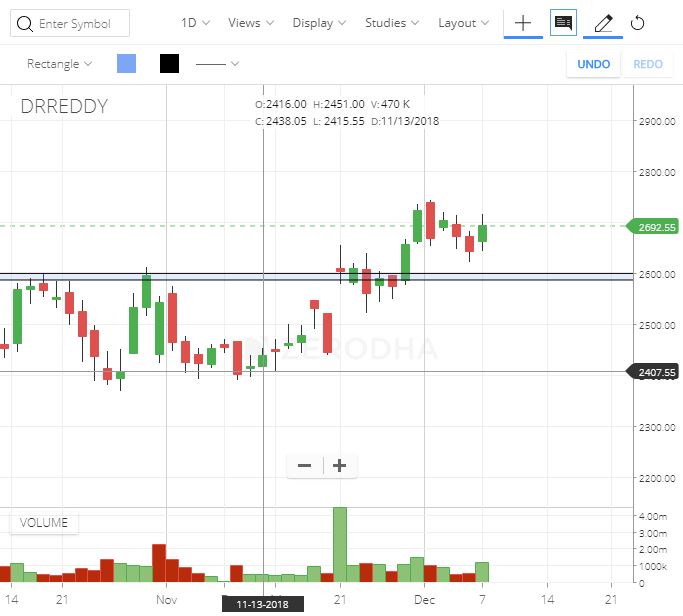 Enter Symbol 1D Views Display Studies Layout
Rectangle UNDO REDO
DRREDDY O:2416.00 H:2451.00 V:470 K
C:2438.05 L:2415.55 D:11/13/2018
2900.00
2800.00
2692.55
2600.00
2500.00
ZERODHA
2407.55
2300.00
2200.00
VOLUME
4.00m
3.00m
2.00m
1000k
0
14 21 Nov 21 Dec 7 14 21
11-13-2018